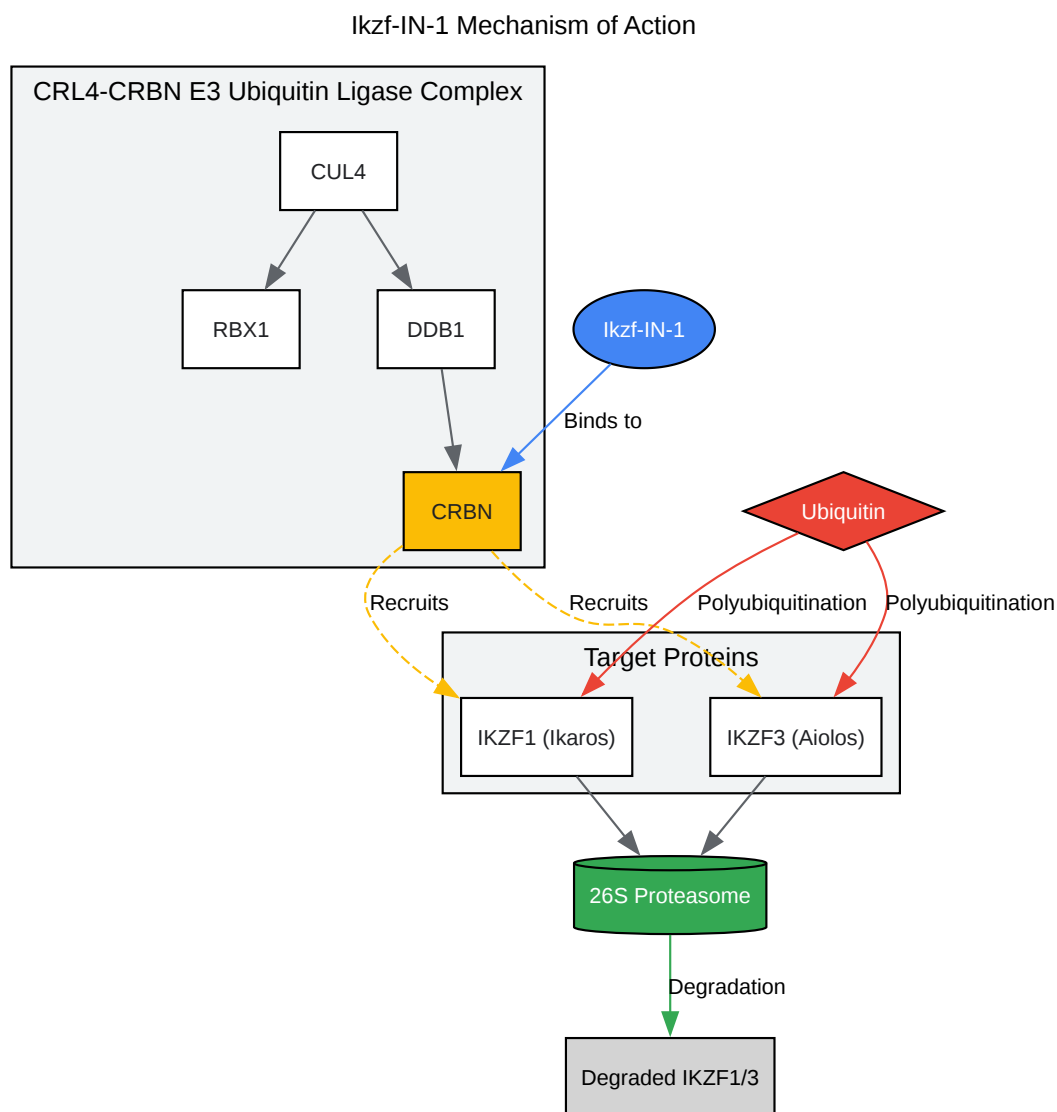 Ikzf-IN-1 Mechanism of Action
CRL4-CRBN E3 Ubiquitin Ligase Complex
CUL4
RBX1
DDB1
Ikzf-IN-1
Binds to
CRBN
Ubiquitin
Recruits
Recruits
Polyubiquitination
Polyubiquitination
Target Proteins
IKZF1 (Ikaros)
IKZF3 (Aiolos)
26S Proteasome
Degradation
Degraded IKZF1/3